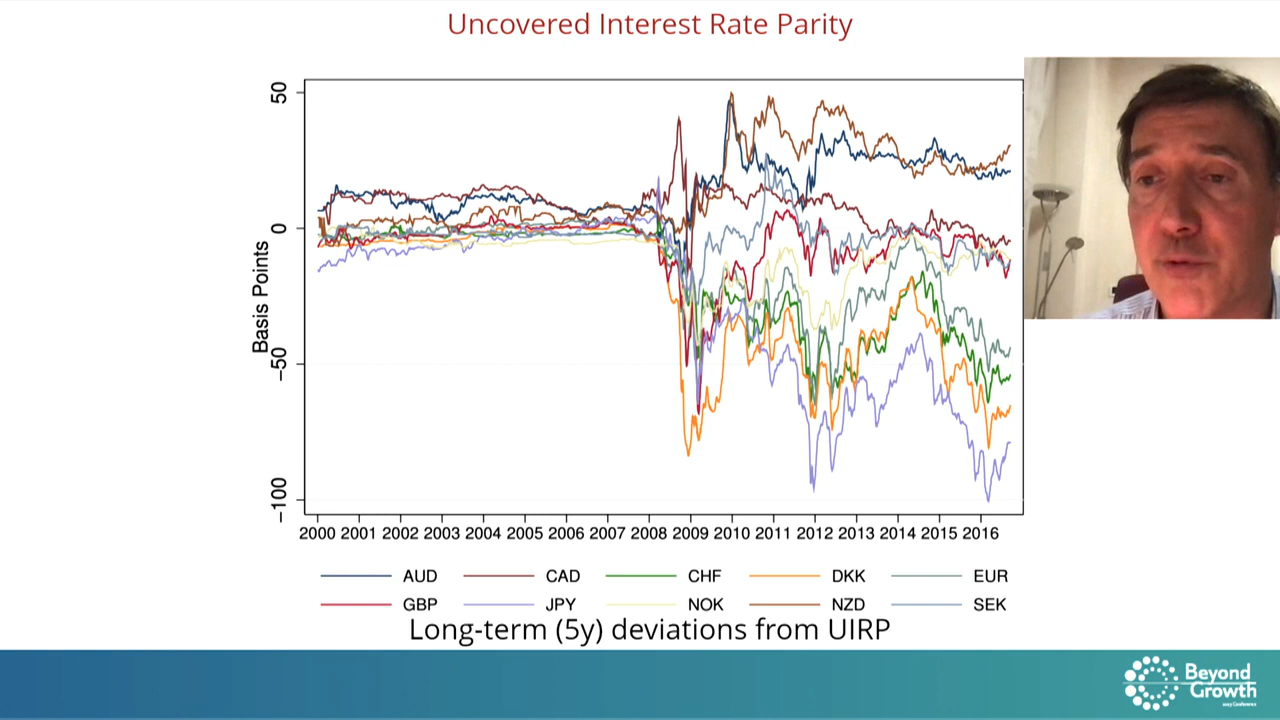 Uncovered Interest Rate Parity
50
0
−50
−100
Basis Points
2000 2001 2002 2003 2004 2005 2006 2007 2008 2009 2010 2011 2012 2013 2014 2015 2016
AUD CAD CHF DKK EUR
GBP JPY NOK NZD SEK
Long-term (5y) deviations from UIRP
Beyond
Growth
2023 Conference